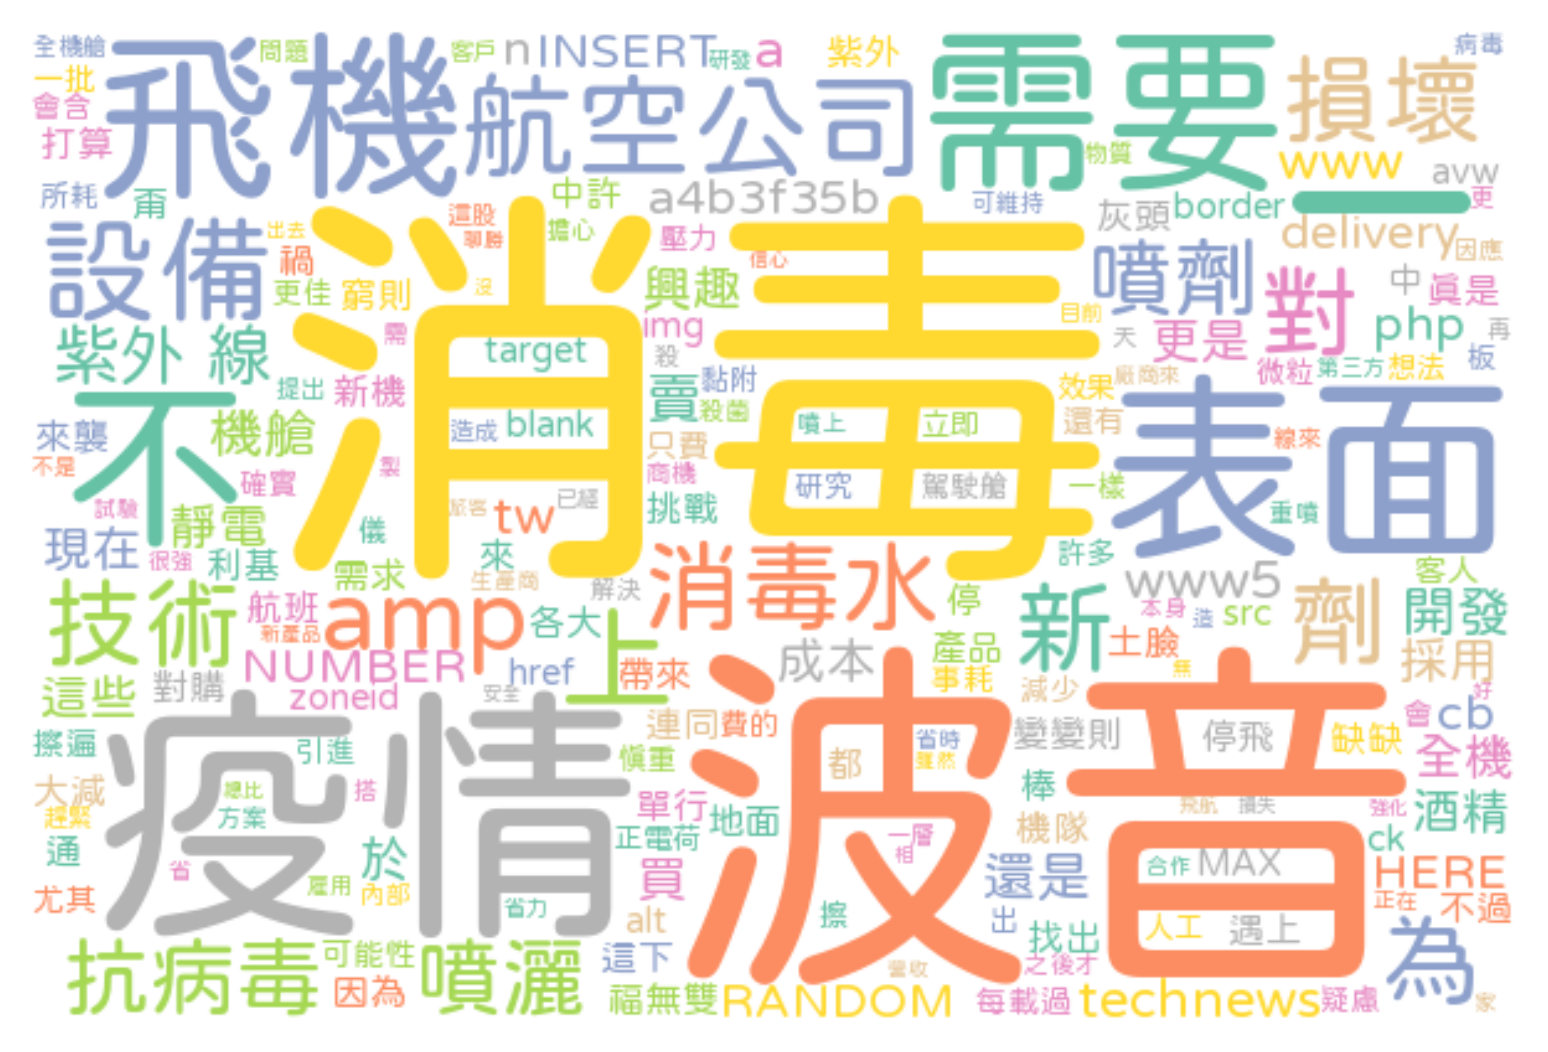 全機艙 飛機 問題 客戶 n INSERT 研發 a 紫外 需要 病毒
一批 會含 航空公司 損壞
打算 物質 www avw
所耗 甭 中許 a4b3f35b 可維持 灰頭 border 一 更
設備 出去 這股 聊勝 擔心 消毒 壓力 信心 噴劑 delivery 因應
禍 更佳 窮則 沒 興趣 目前 對 中 真是
紫外 線 需 target img 殺 天 更是 php 再
提出 新機 賣 黏附 殺菌 效果 廠商來 微粒 第三方 想法 板
不 來襲 機艙 造成 blank 只費 噴上 立即 還有 表面 線來
不是 確實 製 商機 研究 駕駛艙 一樣
試驗 靜電 儀 旅客 tw 已經 挑戰 重噴
現在 很強 利基 需求 來 生產商 解決 消毒水 許多 www5 客人
技術 航班 新產品 amp 各大 上 停 新 本身 造 src 劑 開發
NUMBER href 帶來 成本 產品 土臉 採用
這些 對購 zoneid 安全 事耗 減少 無 好
擦遍 疫情 引進 連同 費的 波音 省時 雖然 變變則 停飛 缺缺 會 cb
大減 總比 搭 慎重 都 棒 全機
趕緊 方案 單行 地面 機隊 飛航 損失 強化 酒精
通 於 正電荷 一層 相 ck
尤其 省 雇用 內部 省力 買 還是 合作 MAX HERE 正在 不過
alt 擦 出 人工 遇上
抗病毒 可能性 噴灑 這下 營收 找出 之後才 為
因為 福無雙 RANDOM 每載過 technews 疑慮 家